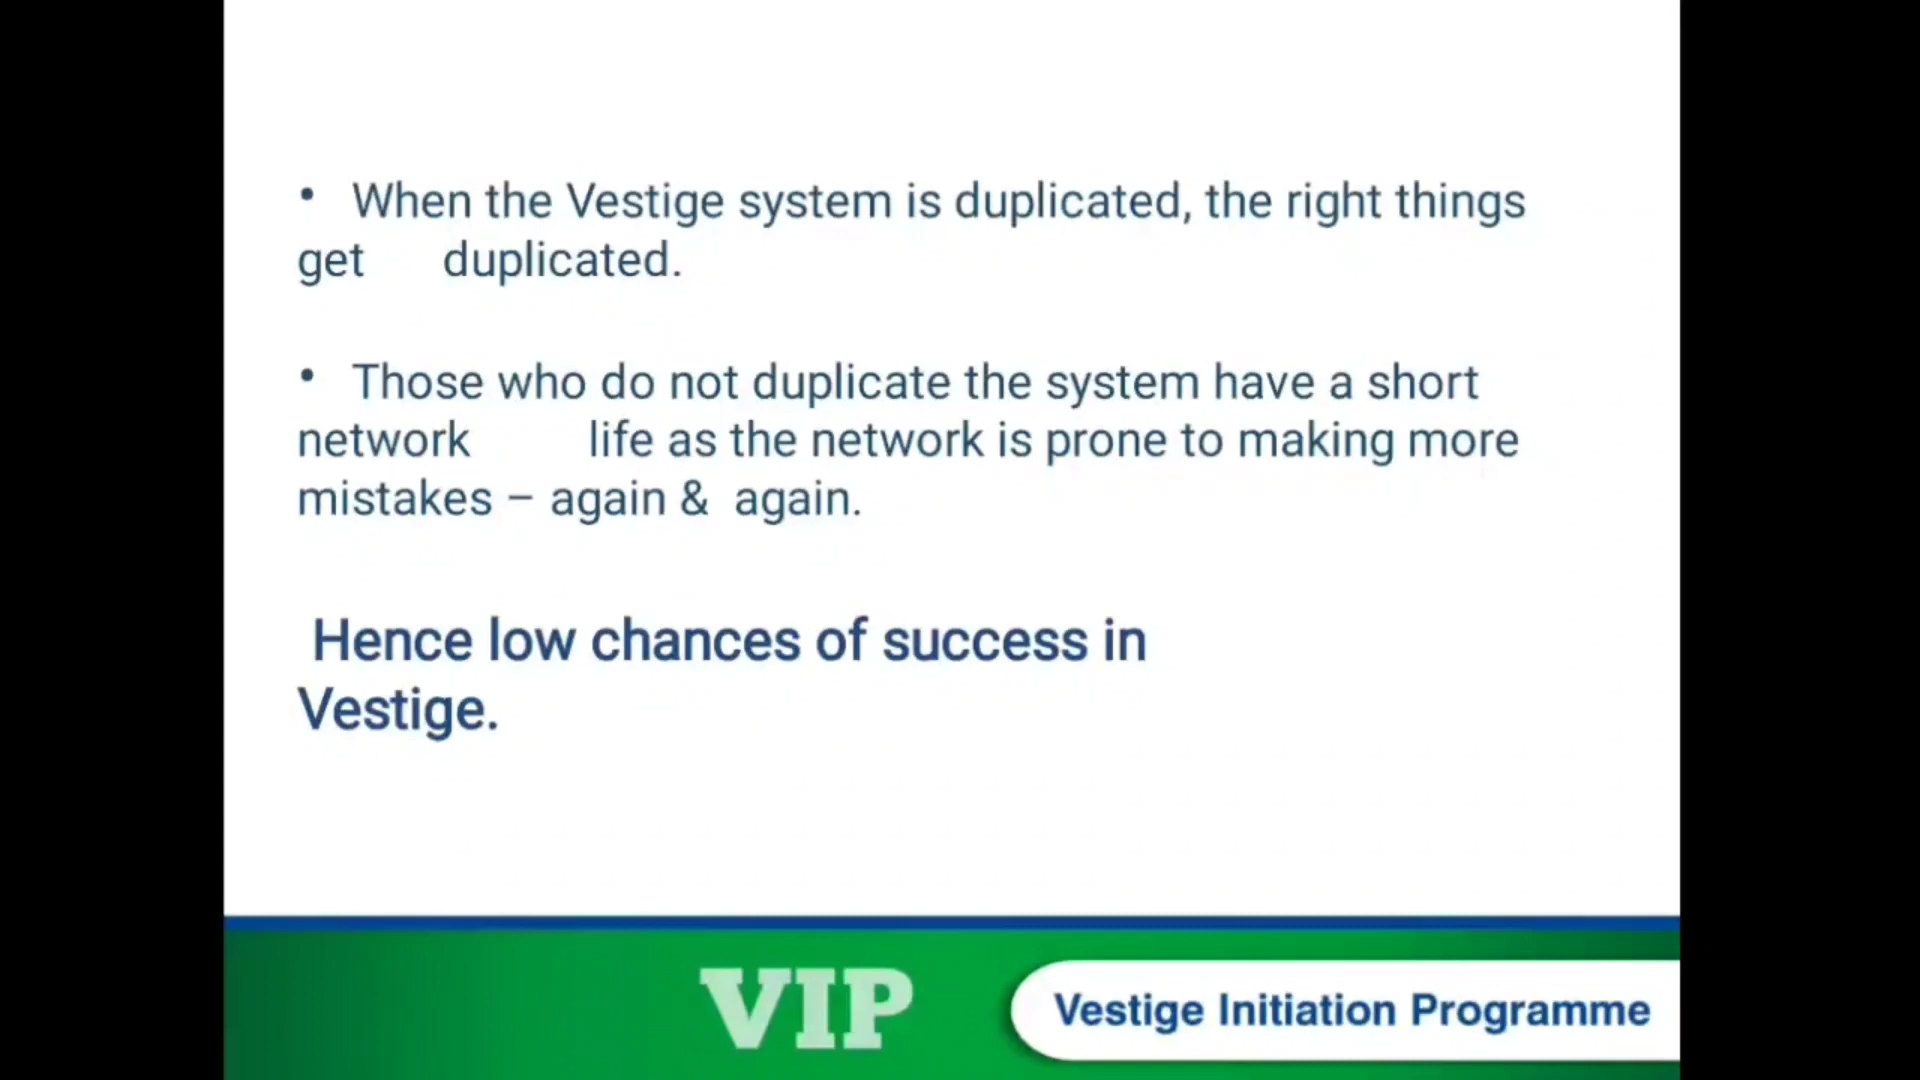 • When the Vestige system is duplicated, the right things
get duplicated.
• Those who do not duplicate the system have a short
network life as the network is prone to making more
mistakes – again & again.
Hence low chances of success in
Vestige.
VIP
Vestige Initiation Programme